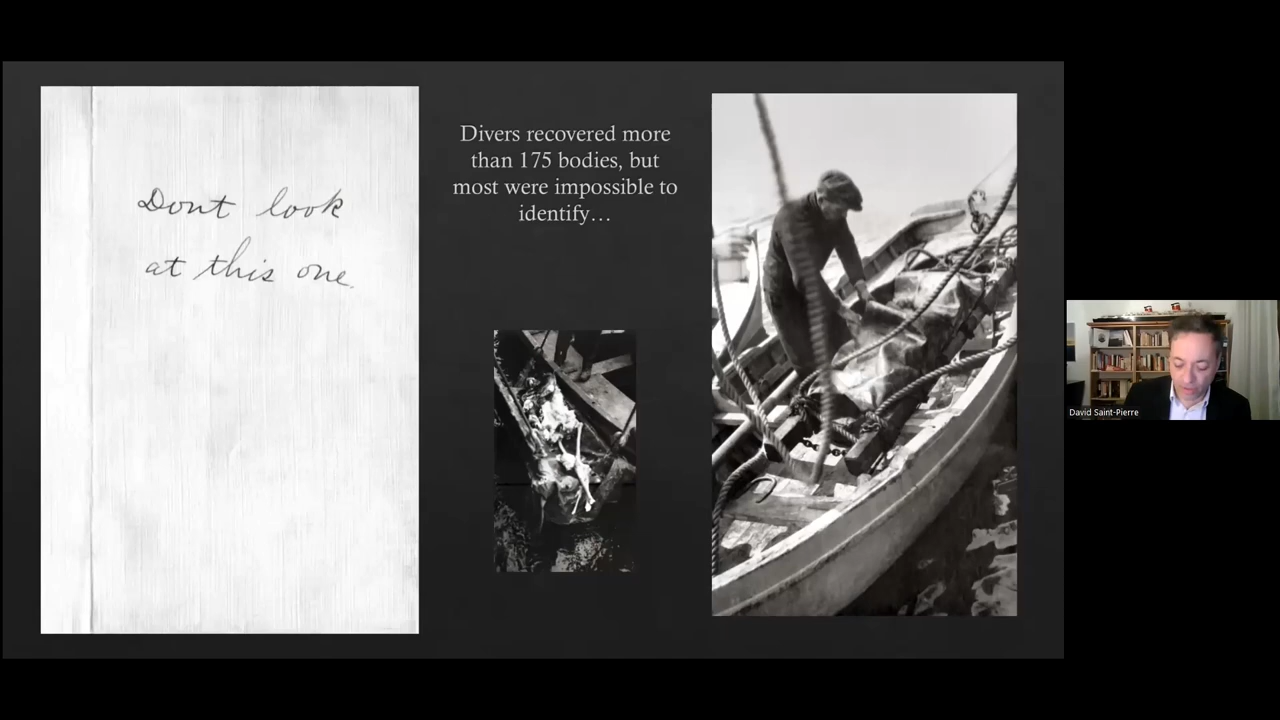 Dont look
at this one.
Divers recovered more
than 175 bodies, but
most were impossible to
identify…
David Saint-Pierre